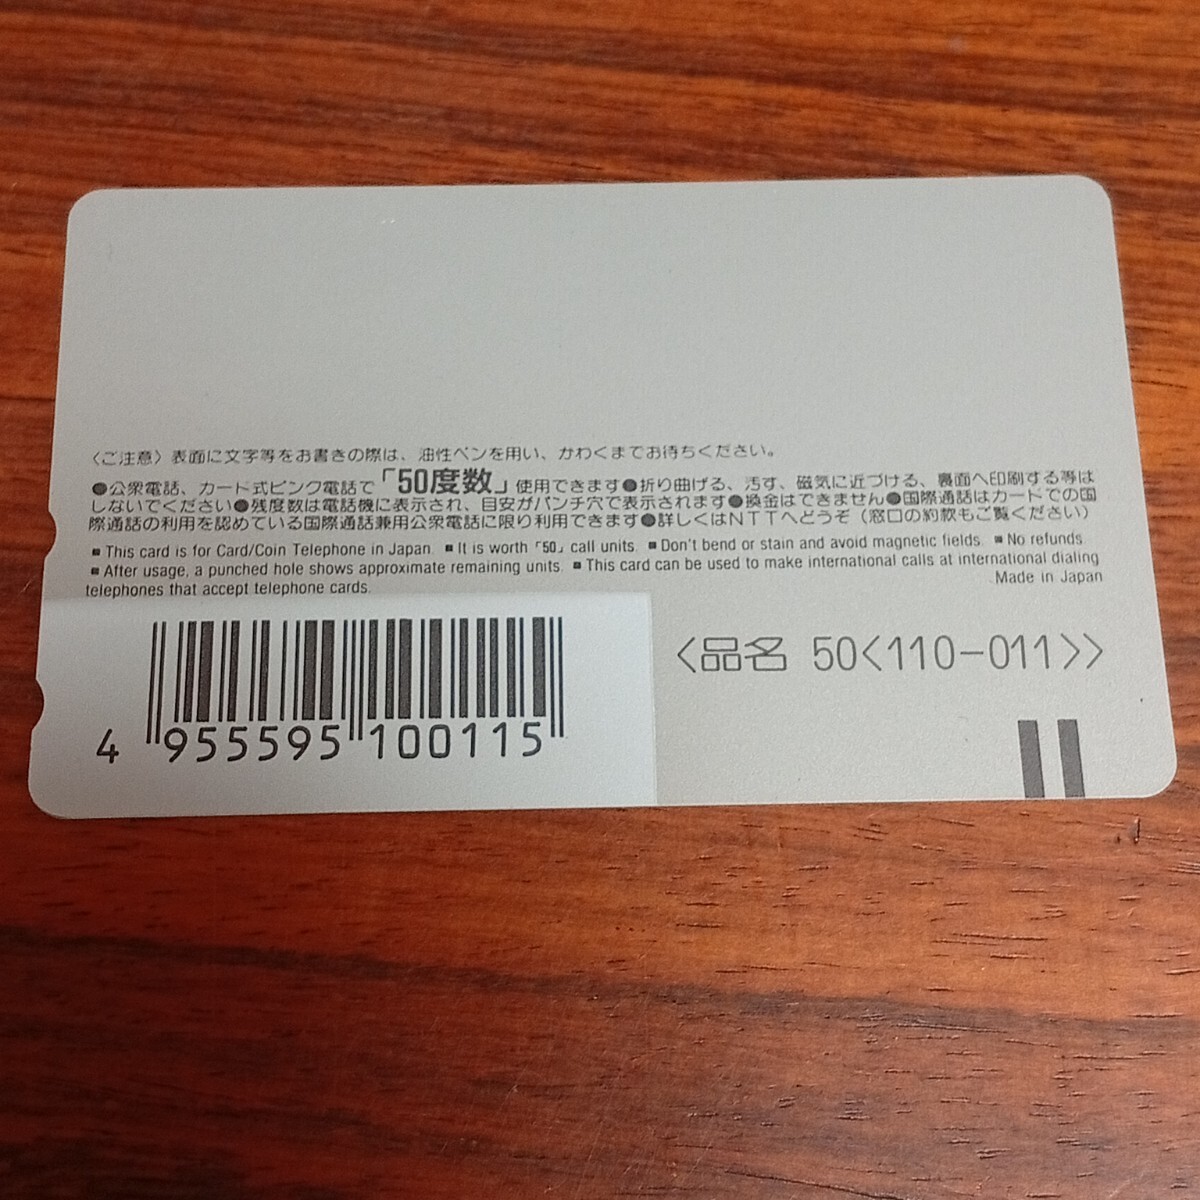 〈ご注意〉表面に文字等をお書きの際は、油性ペンを用い、かわくまでお待ちください。
●公衆電話、カード式ピンク電話で「50度数」使用できます●折り曲げる、汚す、磁気に近づける、裏面へ印刷する等は
しないでください●残度数は電話機に表示され、目安がパンチ穴で表示されます●換金はできません●国際通話はカードでの国
際通話の利用を認めている国際通話兼用公衆電話に限り利用できます●詳しくはNTTへどうぞ（窓口の約款もご覧ください）
■ This card is for Card/Coin Telephone in Japan. ■ It is worth「50」call units. ■ Don't bend or stain and avoid magnetic fields. ■ No refunds.
■ After usage, a punched hole shows approximate remaining units. ■ This card can be used to make international calls at international dialing
telephones that accept telephone cards.
Made in Japan
<品名 50<110-011>>
4 955595 100115